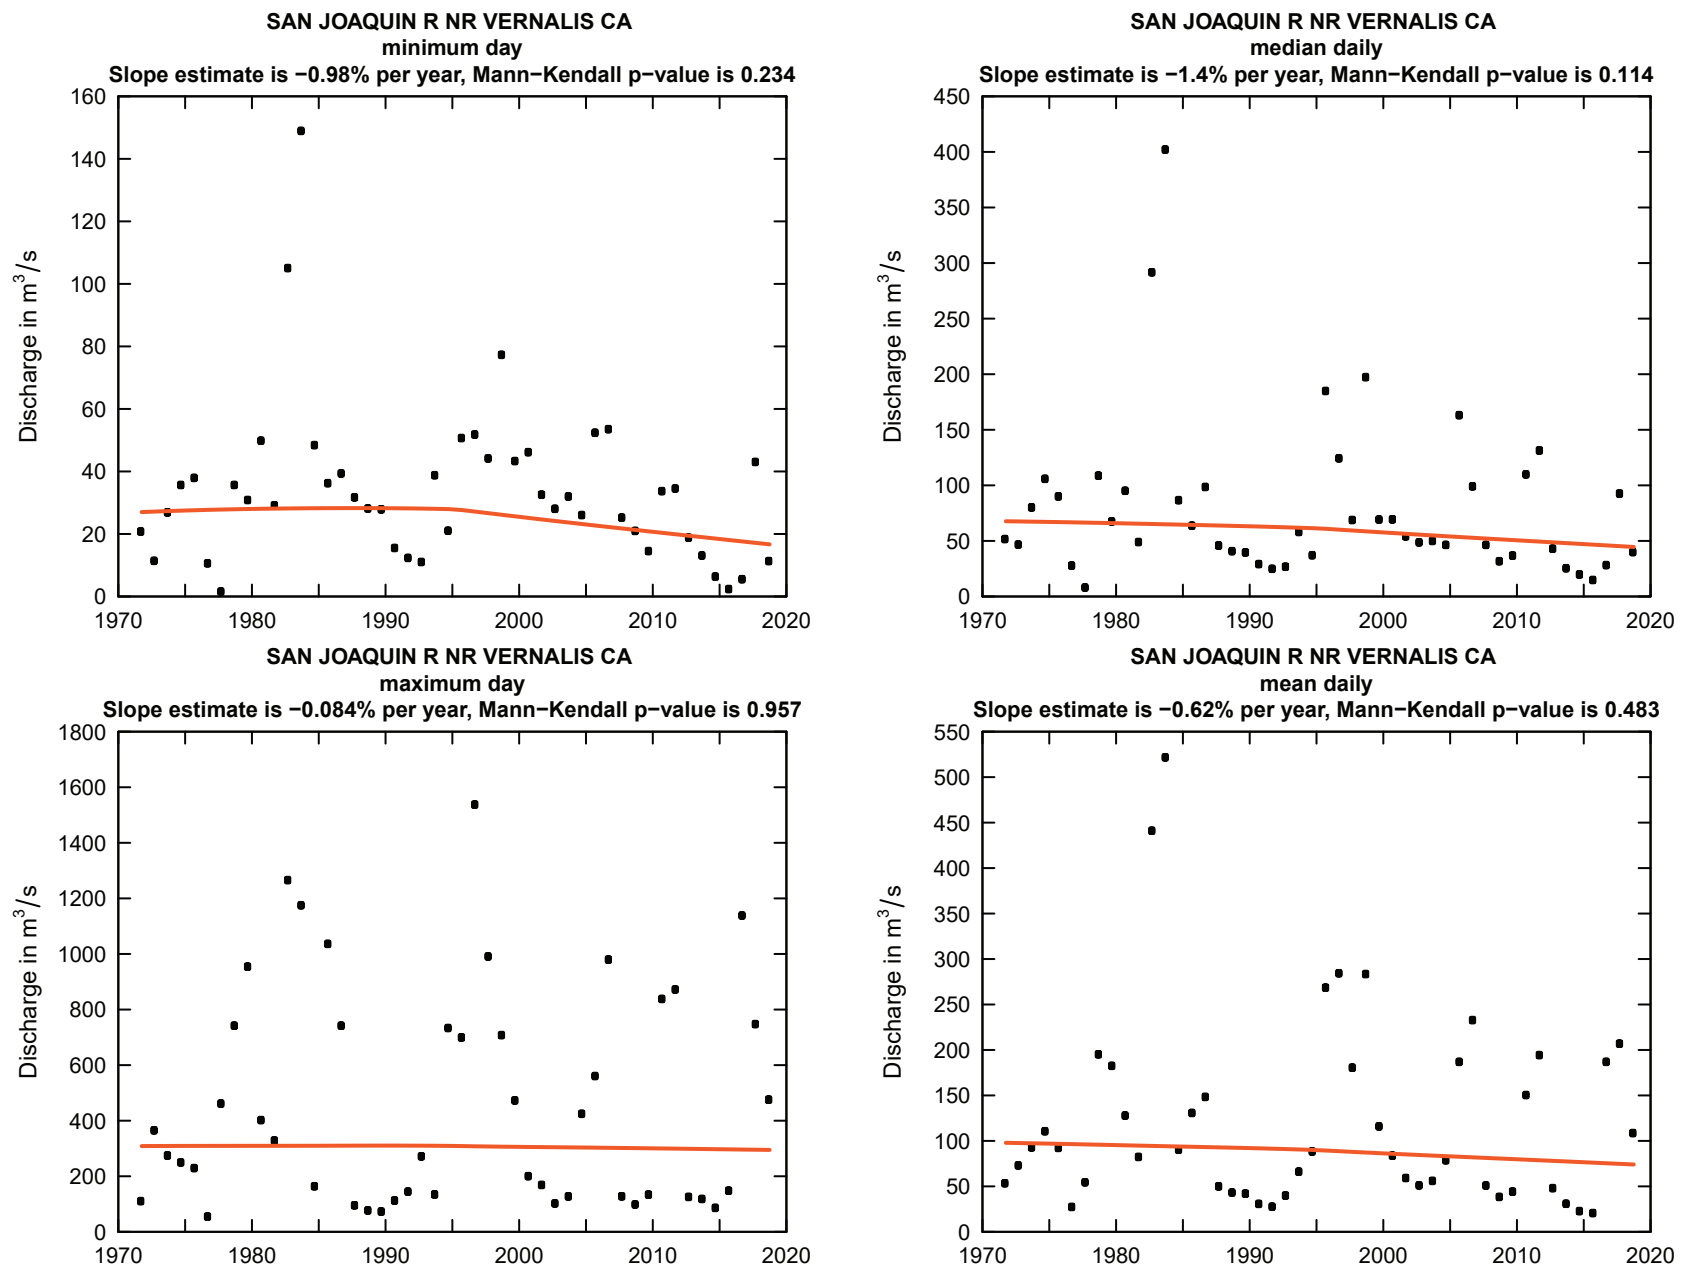 SAN JOAQUIN R NR VERNALIS CA
minimum day
Slope estimate is −0.98% per year, Mann−Kendall p−value is 0.234
160
140
120
100
80
60
40
20
0
Discharge in m³/s
1970 1980 1990 2000 2010 2020
SAN JOAQUIN R NR VERNALIS CA
median daily
Slope estimate is −1.4% per year, Mann−Kendall p−value is 0.114
450
400
350
300
250
200
150
100
50
0
Discharge in m³/s
1970 1980 1990 2000 2010 2020
SAN JOAQUIN R NR VERNALIS CA
maximum day
Slope estimate is −0.084% per year, Mann−Kendall p−value is 0.957
1800
1600
1400
1200
1000
800
600
400
200
0
Discharge in m³/s
1970 1980 1990 2000 2010 2020
SAN JOAQUIN R NR VERNALIS CA
mean daily
Slope estimate is −0.62% per year, Mann−Kendall p−value is 0.483
550
500
450
400
350
300
250
200
150
100
50
0
Discharge in m³/s
1970 1980 1990 2000 2010 2020